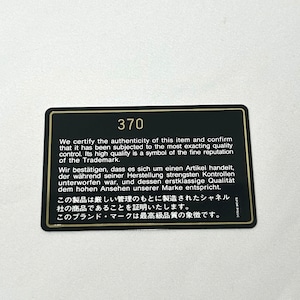 370
We certify the authenticity of this item and confirm
that it has been subjected to the most exacting quality
control. Its high quality is a symbol of the fine reputation
of the Trademark.
Wir bestätigen, dass es sich um einen Artikel handelt,
der während seiner Herstellung strengsten Kontrollen
unterworfen war, und dessen erstklassige Qualität
dem hohen Ansehen unserer Marke entspricht.
この製品は厳しい管理のもとに製造されたシャネル
社の商品であることを証明いたします。
このブランド・マークは最高級品質の象徴です。